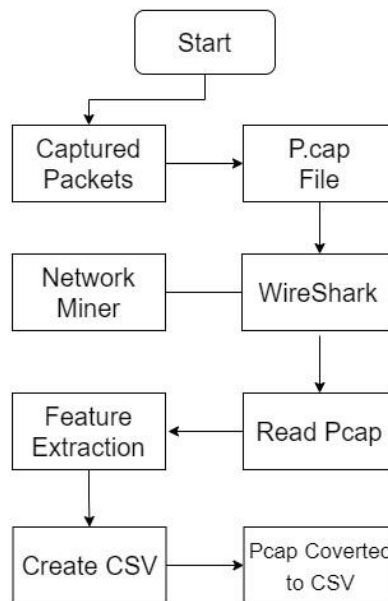 Start
Captured
Packets
P.cap
File
Network
Miner
WireShark
Feature
Extraction
Read Pcap
Create CSV
Pcap Coverted
to CSV